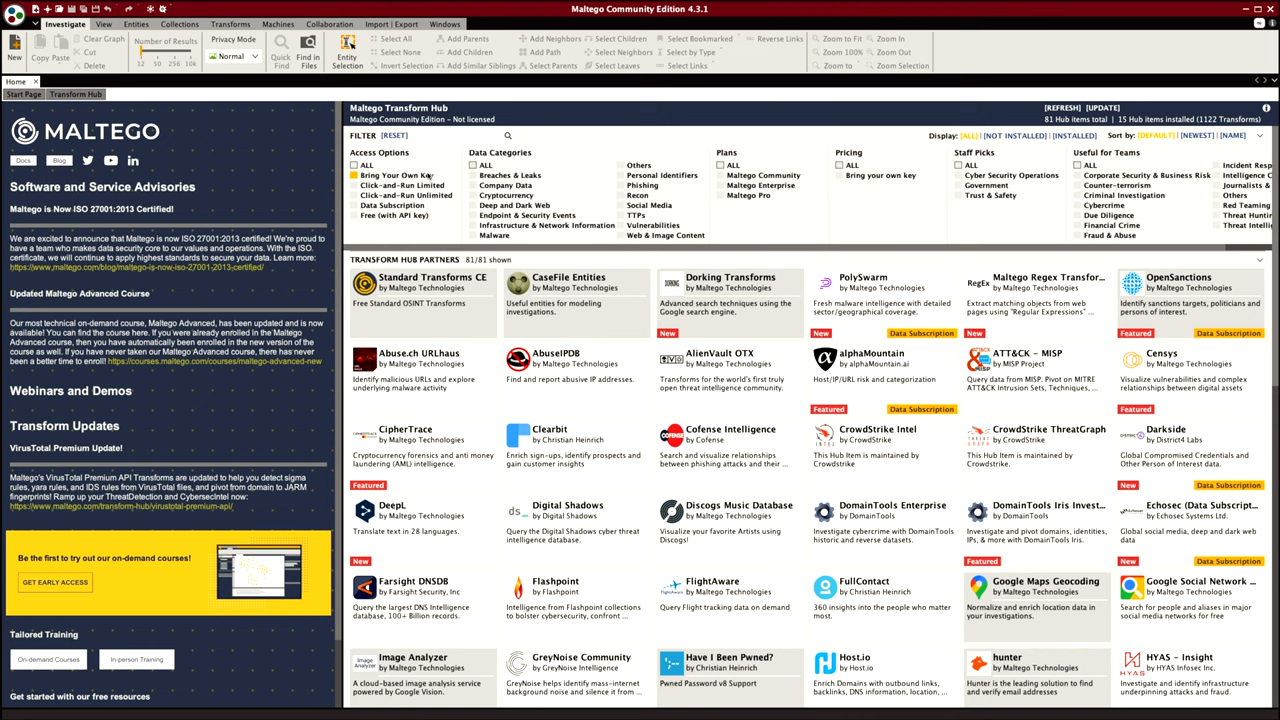 Maltego Community Edition 4.3.1
Investigate View Entities Collections Transforms Machines Collaboration Import | Export Windows
New
Copy Paste
Clear Graph
Cut
Delete
Number of Results
12 50 256 10k
Privacy Mode
Normal
Quick Find
Find in Files
Entity Selection
Select All
Select None
Invert Selection
Add Parents
Add Children
Add Similar Siblings
Add Neighbors
Add Path
Select Parents
Select Children
Select Neighbors
Select Leaves
Select Bookmarked
Select by Type
Select Links
Reverse Links
Zoom to Fit
Zoom 100%
Zoom to
Zoom In
Zoom Out
Zoom Selection
Home
Start Page Transform Hub
MALTEGO
Docs Blog
Software and Service Advisories
Maltego is Now ISO 27001:2013 Certified!
We are excited to announce that Maltego is now ISO 27001:2013 certified! We're proud to
have a team who makes data security core to our values and operations. With the ISO
certificate, we will continue to apply highest standards to secure your data. Learn more:
https://www.maltego.com/blog/maltego-is-now-iso-27001-2013-certified/
Updated Maltego Advanced Course
Our most technical on-demand course, Maltego Advanced, has been updated and is now
available! You can find the course here. If you were already enrolled in the Maltego
Advanced course, then you have automatically been enrolled in the new version of
the course as well. If you have never taken our Maltego Advanced course, there has
never been a better time to enroll! https://courses.maltego.com/courses/maltego-advanced-new
Webinars and Demos
Transform Updates
VirusTotal Premium Update!
Maltego's VirusTotal Premium API Transforms are updated to help you detect sigma
rules, yara rules, and IDS rules from VirusTotal files, and pivot from domain to JARM
fingerprints! Ramp up your ThreatDetection and CybersecIntel now:
https://www.maltego.com/transform-hub/virustotal-premium-api/
Be the first to try out our on-demand courses!
GET EARLY ACCESS
Tailored Training
On-demand Courses In-person Training
Get started with our free resources
Maltego Transform Hub
Maltego Community Edition - Not licensed
[REFRESH] [UPDATE]
81 Hub items total | 15 Hub items installed (1122 Transforms)
FILTER [RESET]
Display: [ALL] [NOT INSTALLED] [INSTALLED] Sort by: [DEFAULT] [NEWEST] [NAME]
Access Options
ALL
Bring Your Own Key
Click-and-Run Limited
Click-and-Run Unlimited
Data Subscription
Free (with API key)
Data Categories
ALL
Breaches & Leaks
Company Data
Cryptocurrency
Deep and Dark Web
Endpoint & Security Events
Infrastructure & Network Information
Malware
Others
Personal Identifiers
Phishing
Recon
Social Media
TTPs
Vulnerabilities
Web & Image Content
Plans
ALL
Maltego Community
Maltego Enterprise
Maltego Pro
Pricing
ALL
Bring your own key
Staff Picks
ALL
Cyber Security Operations
Government
Trust & Safety
Useful for Teams
ALL
Corporate Security & Business Risk
Counter-terrorism
Criminal Investigation
Cybercrime
Due Diligence
Financial Crime
Fraud & Abuse
Incident Resp
Intelligence C
Journalists &
Others
Red Teaming
Threat Hunter
Threat Intellig
TRANSFORM HUB PARTNERS 81/81 shown
Standard Transforms CE
by Maltego Technologies
Free Standard OSINT Transforms
CaseFile Entities
by Maltego Technologies
Useful entities for modeling
investigations.
Dorking Transforms
by Maltego Technologies
DORKING
Advanced search techniques using the
Google search engine.
New
PolySwarm
by Maltego Technologies
Fresh malware intelligence with detailed
sector/geographical coverage.
New Data Subscription
Maltego Regex Transfor...
RegEx by Maltego Technologies
Extract matching objects from web
pages using "Regular Expressions" ...
New
OpenSanctions
by Maltego Technologies
Identify sanctions targets, politicians and
persons of interest.
Featured Data Subscription
Abuse.ch URLhaus
by Maltego Technologies
Identify malicious URLs and explore
underlying malware activity
AbuseIPDB
by Maltego Technologies
Find and report abusive IP addresses.
AlienVault OTX
by Maltego Technologies
Transforms for the world's first truly
open threat intelligence community.
alphaMountain
by alphaMountain.ai
Host/IP/URL risk and categorization
Featured Data Subscription
ATT&CK - MISP
by MISP Project
MISP
Query data from MISP. Pivot on MITRE
ATT&CK Intrusion Sets, Techniques, ...
Censys
by Maltego Technologies
Visualize vulnerabilities and complex
relationships between digital assets
Featured
CipherTrace
by Maltego Technologies
Cryptocurrency forensics and anti money
laundering (AML) intelligence.
Featured
Clearbit
by Christian Heinrich
Enrich sign-ups, identify prospects and
gain customer insights
Cofense Intelligence
by Cofense
COFENSE
Search and visualize relationships
between phishing attacks and their ...
CrowdStrike Intel
by CrowdStrike
This Hub Item is maintained by
Crowdstrike
CrowdStrike ThreatGraph
by CrowdStrike
This Hub Item is maintained by
CrowdStrike.
Darkside
by District4 Labs
Global Compromised Credentials and
Other Person of Interest data.
New Data Subscription
DeepL
by Maltego Technologies
Translate text in 28 languages.
New
Digital Shadows
ds_ by Digital Shadows
Query the Digital Shadows cyber threat
intelligence database.
Discogs Music Database
by Maltego Technologies
Visualize your favorite Artists using
Discogs!
DomainTools Enterprise
by DomainTools
Investigate cybercrime with DomainTools
historic and reverse datasets.
DomainTools Iris Invest...
by DomainTools
Investigate and pivot domains, identities,
IPs, & more with DomainTools Iris.
Featured
Echosec (Data Subscript...
by Echosec Systems Ltd.
Global social media, deep and dark web
data
New Data Subscription
Farsight DNSDB
by Farsight Security, Inc
Query the largest DNS Intelligence
database, 100+ Billion records.
Flashpoint
by Flashpoint
Intelligence from Flashpoint collections
to bolster cybersecurity, confront ...
FlightAware
by Maltego Technologies
Query Flight tracking data on demand
FullContact
by Christian Heinrich
360 insights into the people who matter
most.
Google Maps Geocoding
by Maltego Technologies
Normalize and enrich location data in
your investigations.
Google Social Network ...
by Maltego Technologies
Search for people and aliases in major
social media networks for free
Image Analyzer
by Maltego Technologies
Image Analyzer
A cloud-based image analysis service
powered by Google Vision.
GreyNoise Community
by GreyNoise Intelligence
GreyNoise helps identify mass-internet
background noise and silence it from ...
Have I Been Pwned?
by Christian Heinrich
Pwned Password v8 Support
Host.io
by Host.io
Enrich Domains with outbound links,
backlinks, DNS information, location, ...
hunter
by Maltego Technologies
Hunter is the leading solution to find
and verify email addresses
HYAS - Insight
by HYAS Infosec Inc.
HYAS
Investigate and identify infrastructure
underpinning attacks and fraud.